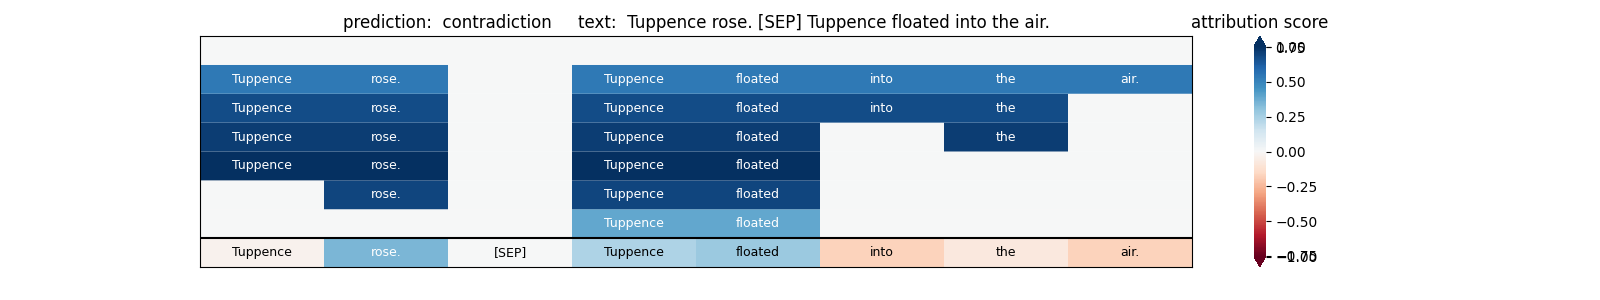 prediction:  contradiction     text:  Tuppence rose. [SEP] Tuppence floated into the air.
attribution score
Tuppence rose. Tuppence floated into the air.
Tuppence rose. Tuppence floated into the
Tuppence rose. Tuppence floated the
Tuppence rose. Tuppence floated
rose. Tuppence floated
Tuppence floated
Tuppence rose. [SEP] Tuppence floated into the air.
1.00
0.75
0.50
0.25
0.00
−0.25
−0.50
−0.75
−1.00